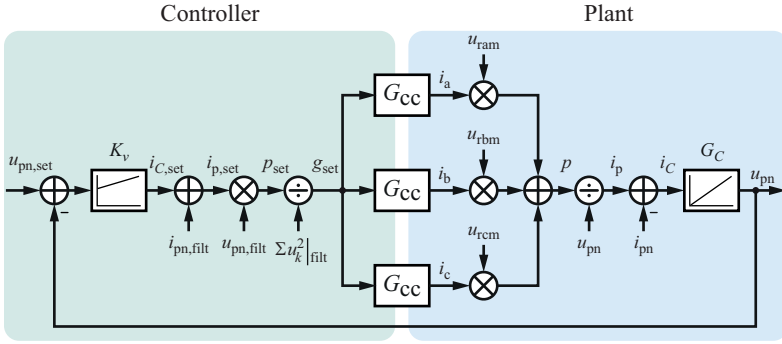 Controller
Plant
u_ram
G_cc
i_a
K_v
u_rbm
G_C
u_pn,set
i_C,set
i_p,set
p_set
g_set
G_cc
i_b
p
i_p
i_C
u_pn
-
-
i_pn,filt
u_pn,filt
Σu_k^2|_filt
u_pn
i_pn
u_rcm
G_cc
i_c